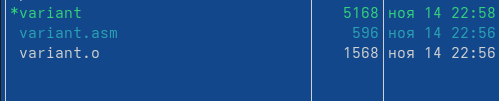 *variant 5168 ноя 14 22:58
variant.asm 596 ноя 14 22:56
variant.o 1568 ноя 14 22:56